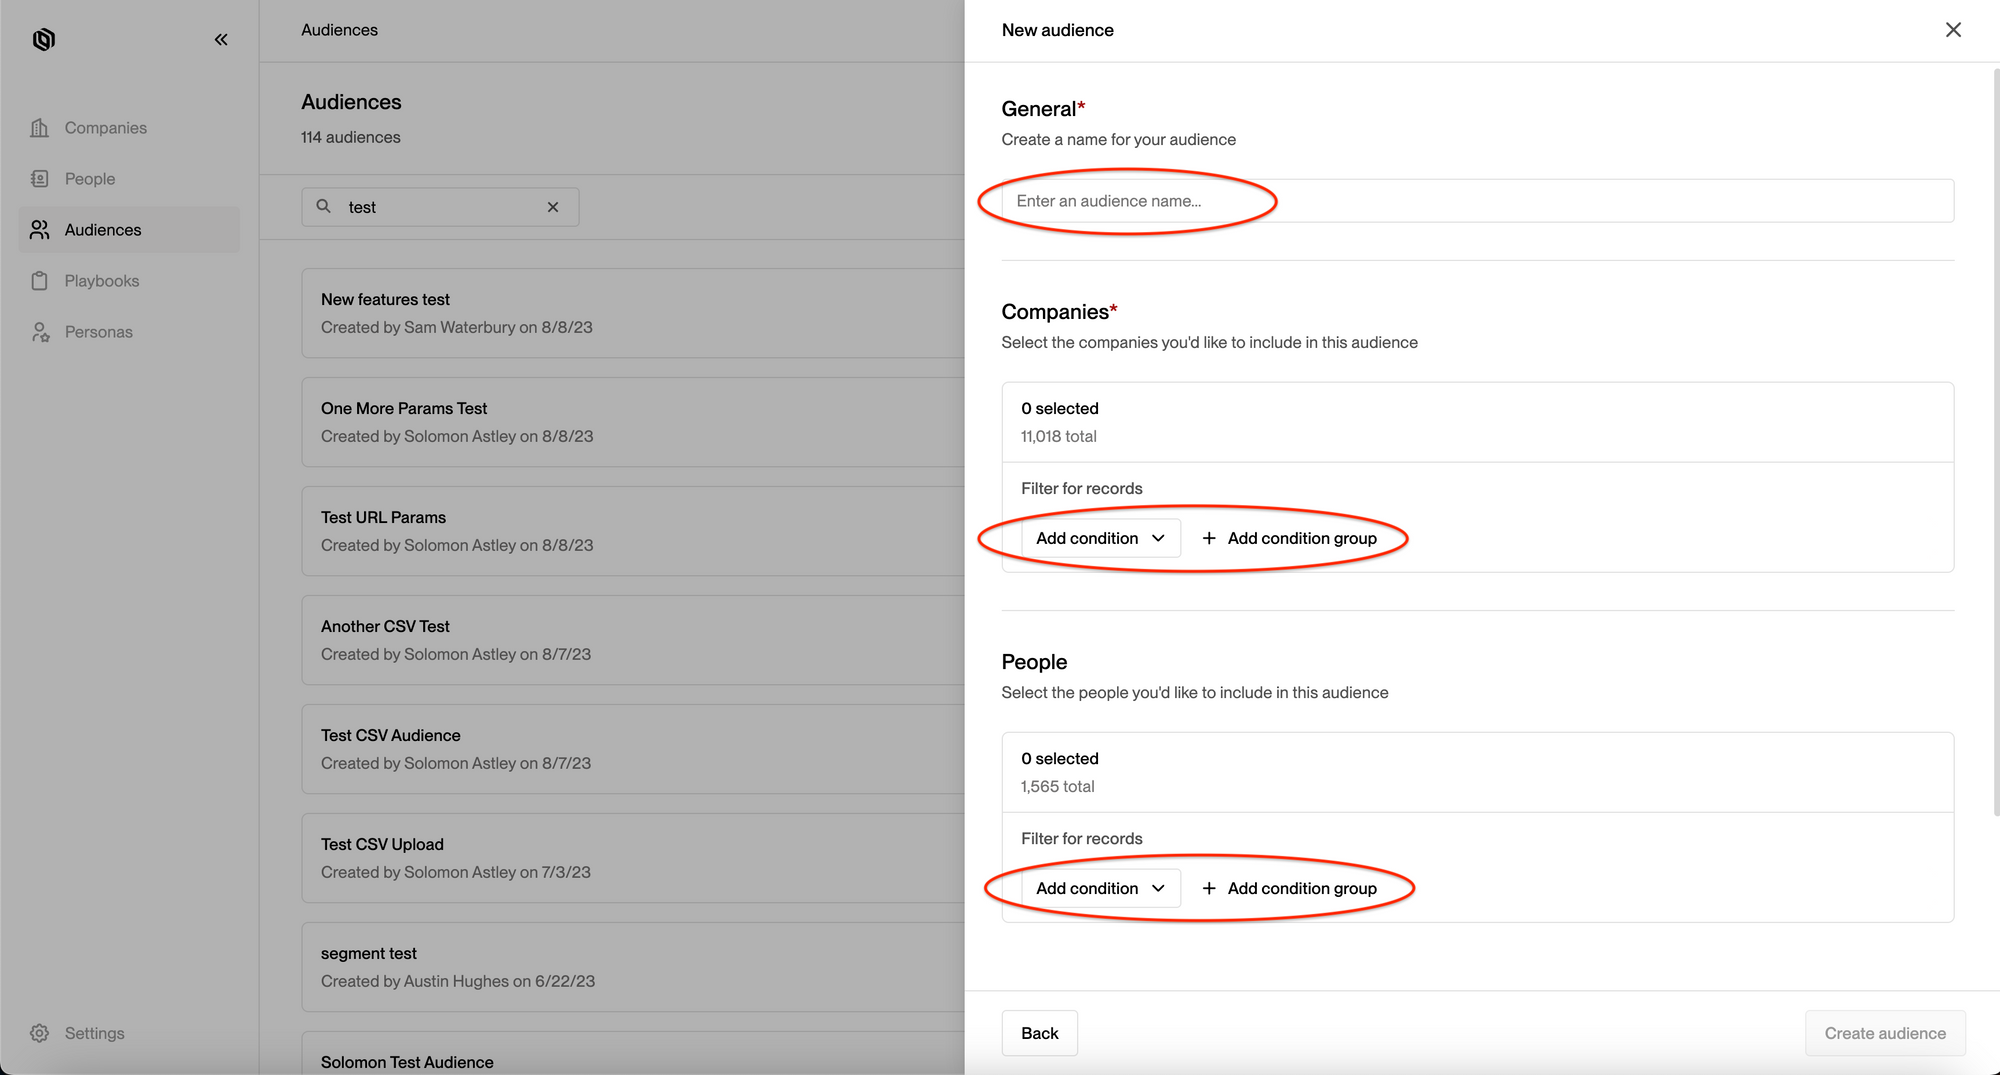 Companies
People
Audiences
Playbooks
Personas
Settings
Audiences
Audiences
114 audiences
test
New features test
Created by Sam Waterbury on 8/8/23
One More Params Test
Created by Solomon Astley on 8/8/23
Test URL Params
Created by Solomon Astley on 8/8/23
Another CSV Test
Created by Solomon Astley on 8/7/23
Test CSV Audience
Created by Solomon Astley on 8/7/23
Test CSV Upload
Created by Solomon Astley on 7/3/23
segment test
Created by Austin Hughes on 6/22/23
Solomon Test Audience
New audience
General*
Create a name for your audience
Enter an audience name...
Companies*
Select the companies you'd like to include in this audience
0 selected
11,018 total
Filter for records
Add condition + Add condition group
People
Select the people you'd like to include in this audience
0 selected
1,565 total
Filter for records
Add condition + Add condition group
Back
Create audience